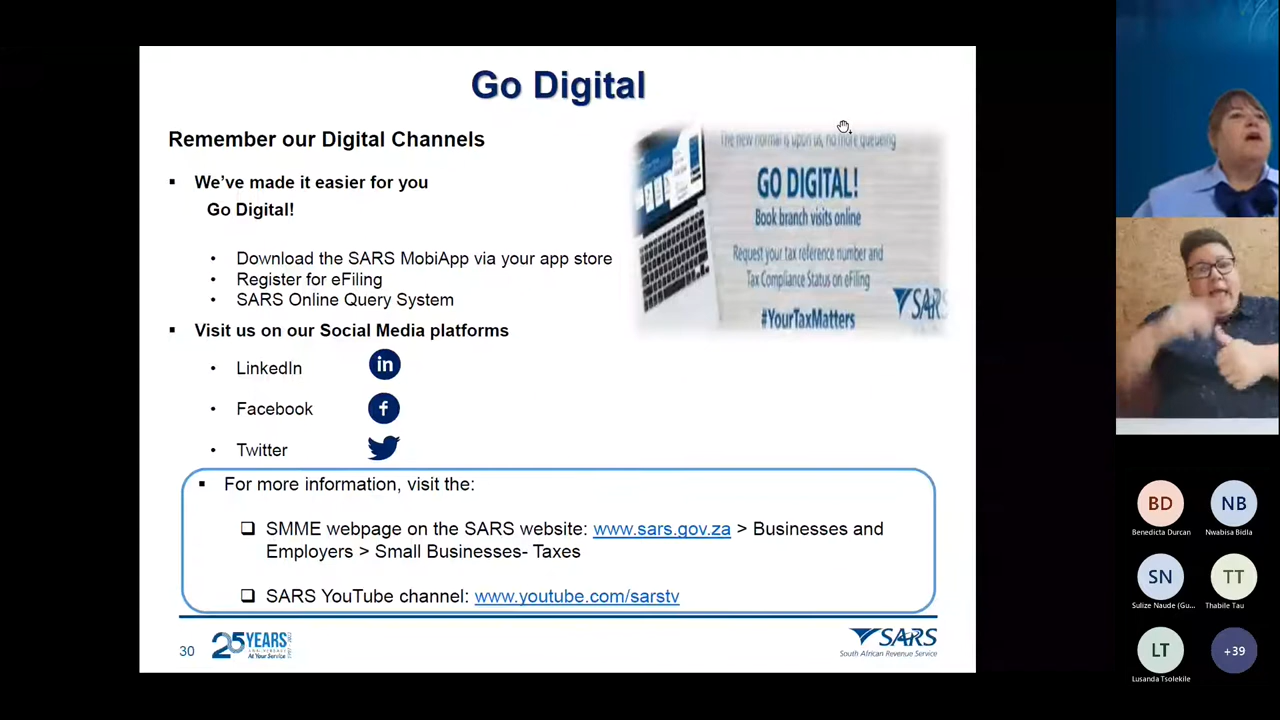 Go Digital
Remember our Digital Channels
▪ We've made it easier for you
Go Digital!
• Download the SARS MobiApp via your app store
• Register for eFiling
• SARS Online Query System
▪ Visit us on our Social Media platforms
• LinkedIn
in
• Facebook
f
• Twitter
The new normal is upon us, no more queueing
GO DIGITAL!
Book branch visits online
Request your tax reference number and
Tax Compliance Status on eFiling
#YourTaxMatters
SARS
▪ For more information, visit the:
❑ SMME webpage on the SARS website: www.sars.gov.za > Businesses and
Employers > Small Businesses- Taxes
❑ SARS YouTube channel: www.youtube.com/sarstv
30
25 YEARS
At Your Service
SARS
South African Revenue Service
BD
Benedicta Durcan
NB
Nwabisa Bidla
SN
Sulize Naude (Gu...
TT
Thabile Tau
LT
Lusanda Tsolekile
+39